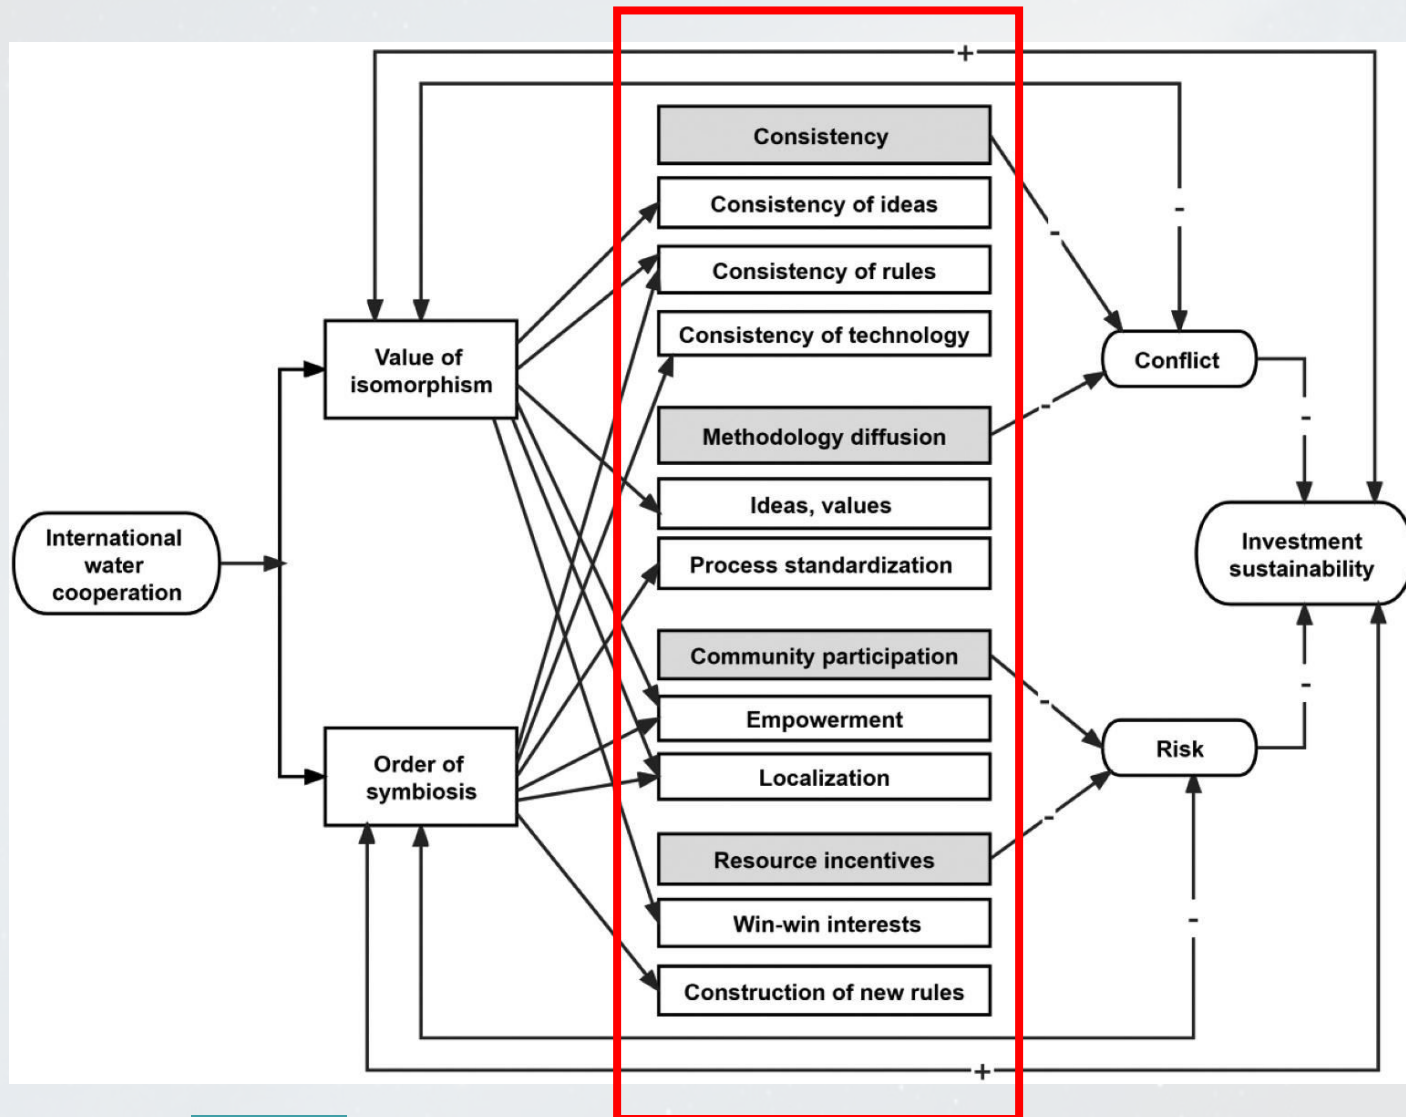 +
Consistency
Consistency of ideas
-
-
Consistency of rules
Consistency of technology
Value of
isomorphism
Conflict
-
-
Methodology diffusion
Ideas, values
International
water
cooperation
Process standardization
Investment
sustainability
Community participation
-
-
Empowerment
Order of
symbiosis
Localization
Risk
-
Resource incentives
Win-win interests
-
Construction of new rules
+